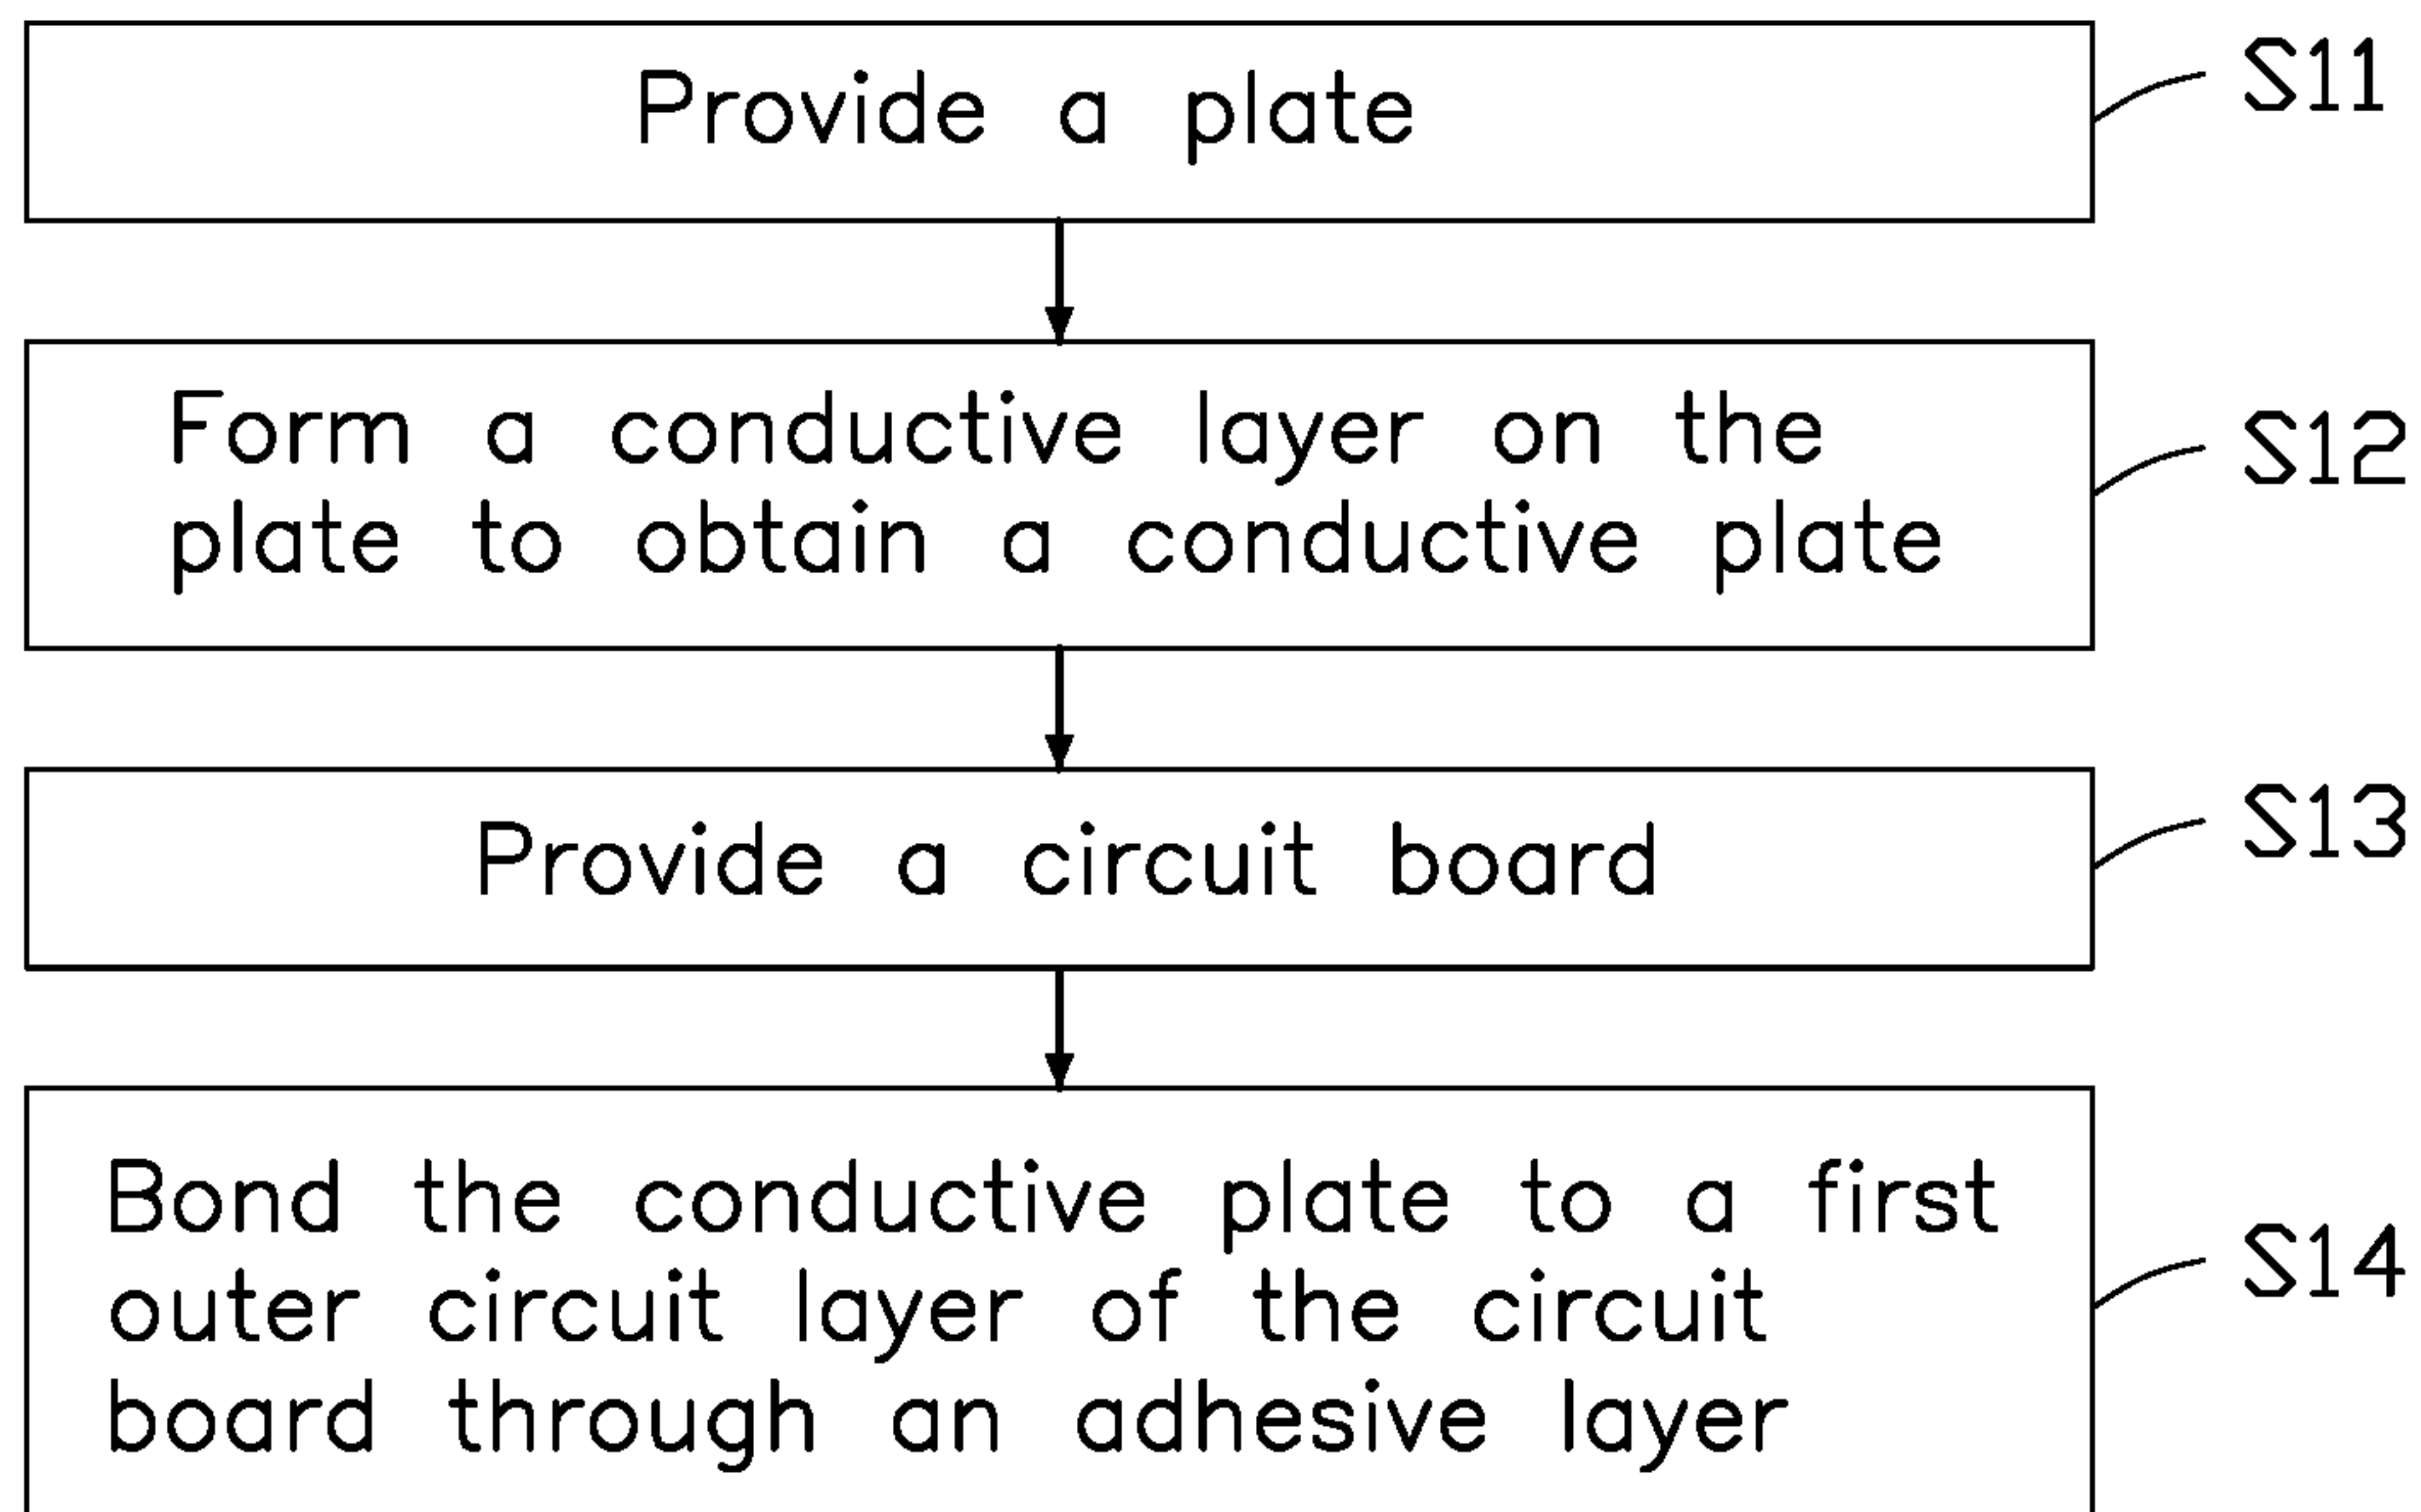 Provide a plate
S11
Form a conductive layer on the
plate to obtain a conductive plate
S12
Provide a circuit board
S13
Bond the conductive plate to a first
outer circuit layer of the circuit
board through an adhesive layer
S14